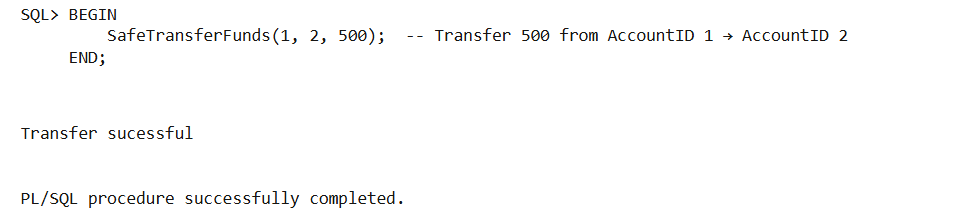 SQL> BEGIN
SafeTransferFunds(1, 2, 500);  -- Transfer 500 from AccountID 1 → AccountID 2
END;
Transfer sucessful
PL/SQL procedure successfully completed.